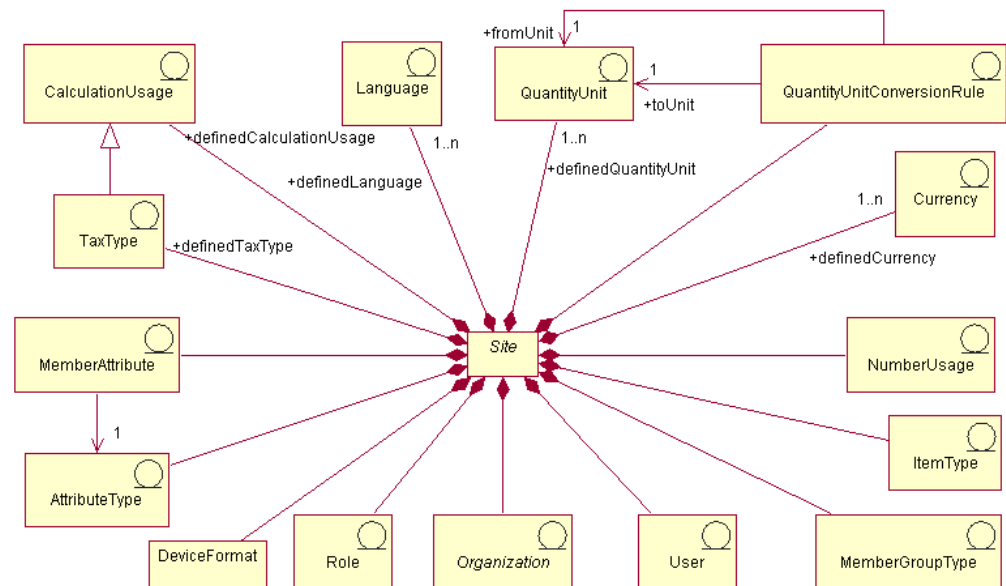 +fromUnit
1
CalculationUsage
Language
QuantityUnit
1
QuantityUnitConversionRule
+toUnit
+definedCalculationUsage
1..n
1..n
+definedQuantityUnit
+definedLanguage
1..n
Currency
TaxType
+definedTaxType
+definedCurrency
Site
MemberAttribute
NumberUsage
1
ItemType
AttributeType
DeviceFormat
Role
Organization
User
MemberGroupType